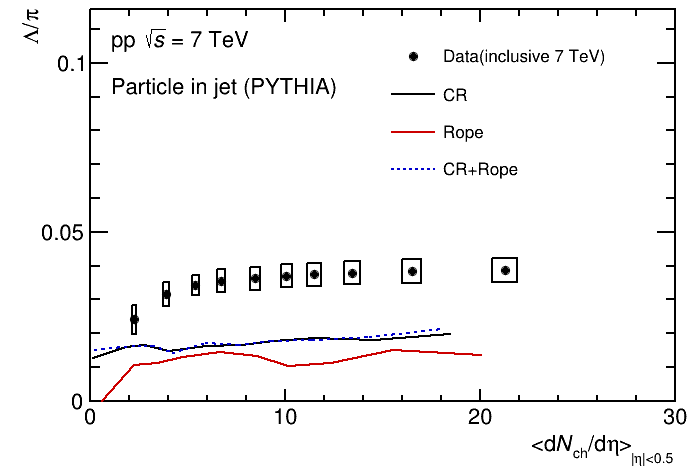 Λ/π
pp √s = 7 TeV
Particle in jet (PYTHIA)
Data(inclusive 7 TeV)
CR
Rope
CR+Rope
0.1
0.05
0
0 10 20 30
<dN_ch/dη>_|η|<0.5